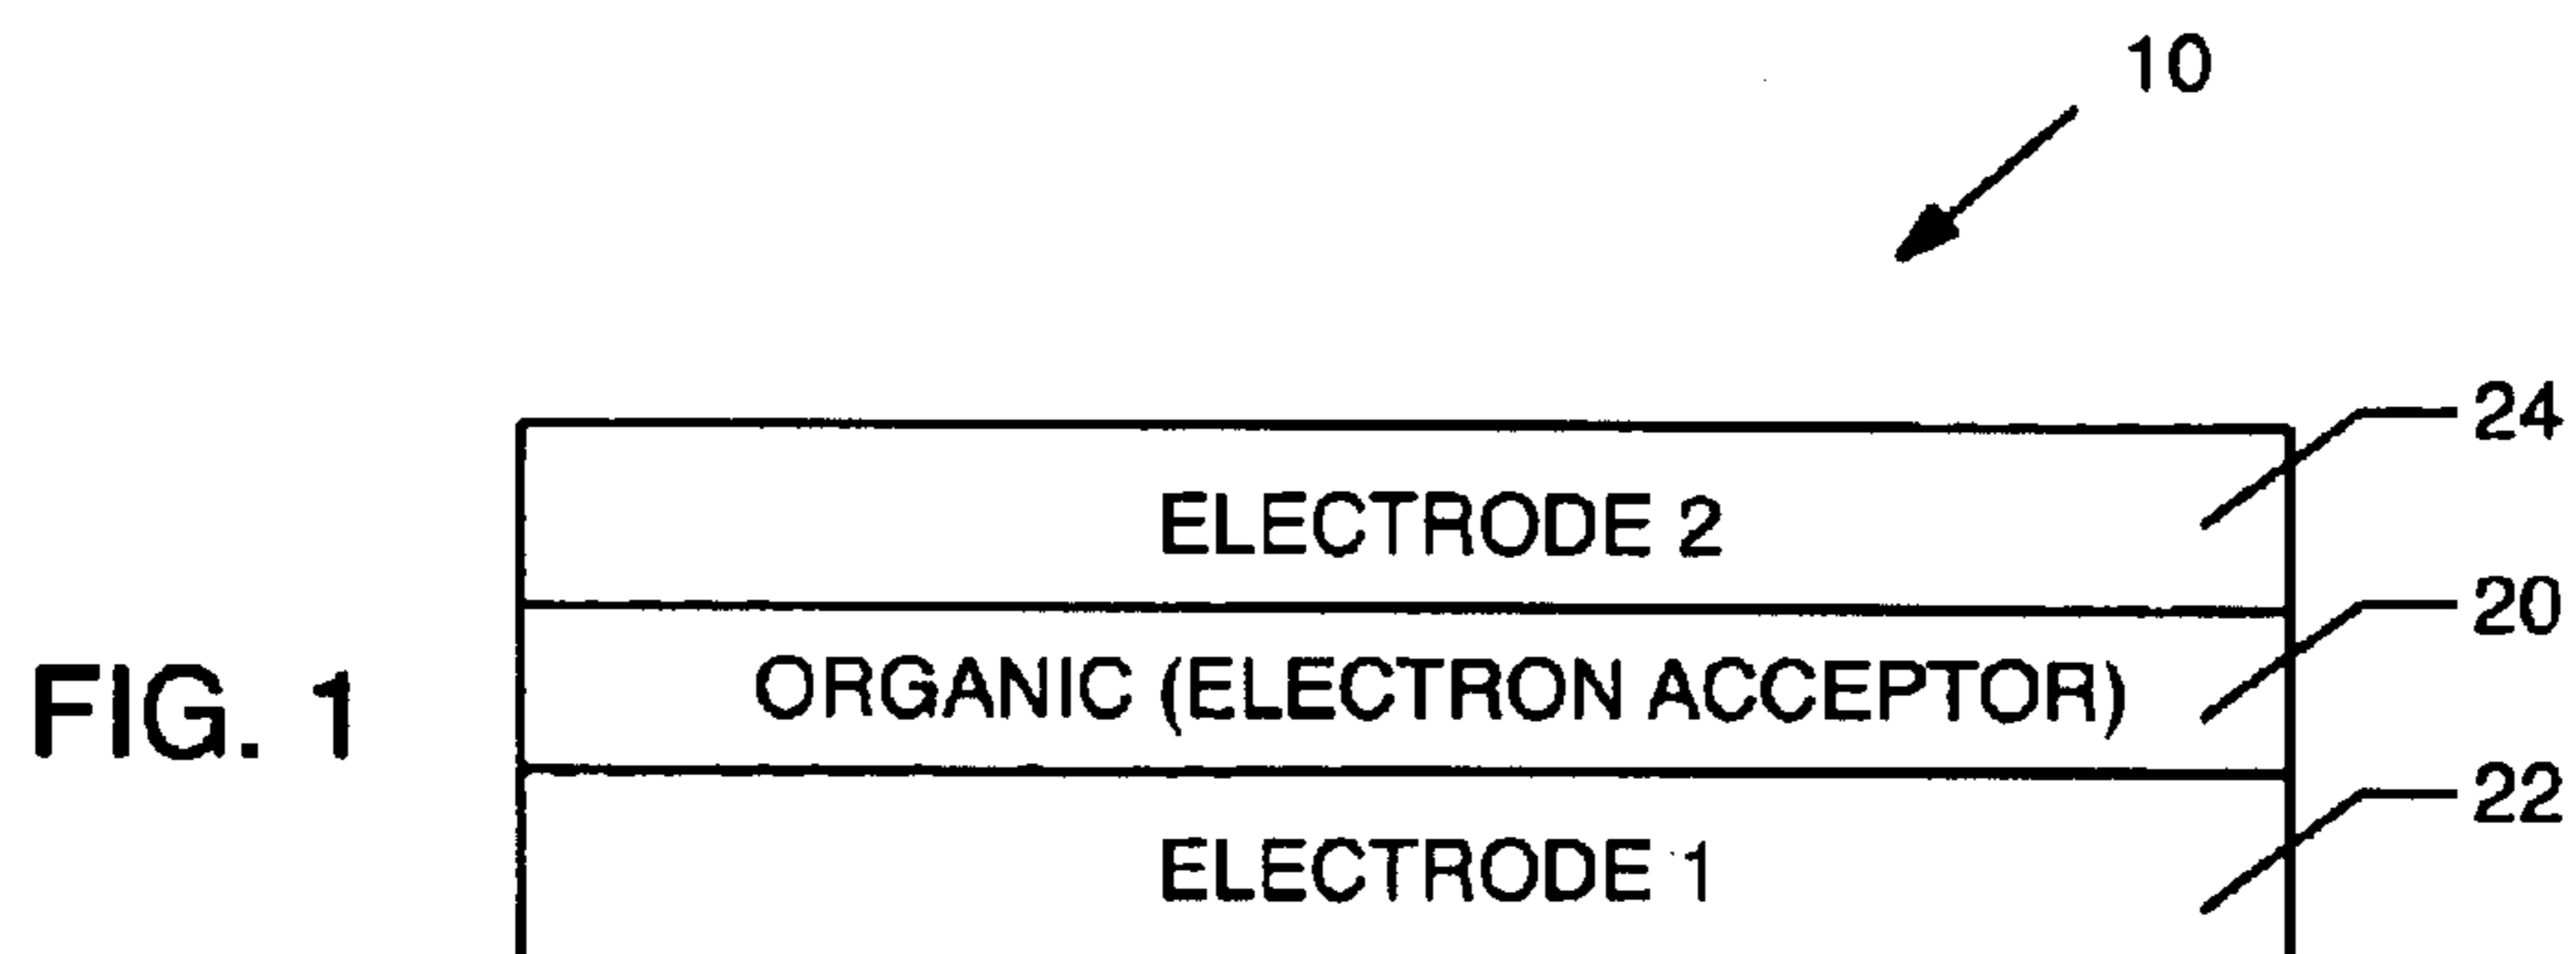 10
24
ELECTRODE 2
20
ORGANIC (ELECTRON ACCEPTOR)
FIG. 1
22
ELECTRODE 1